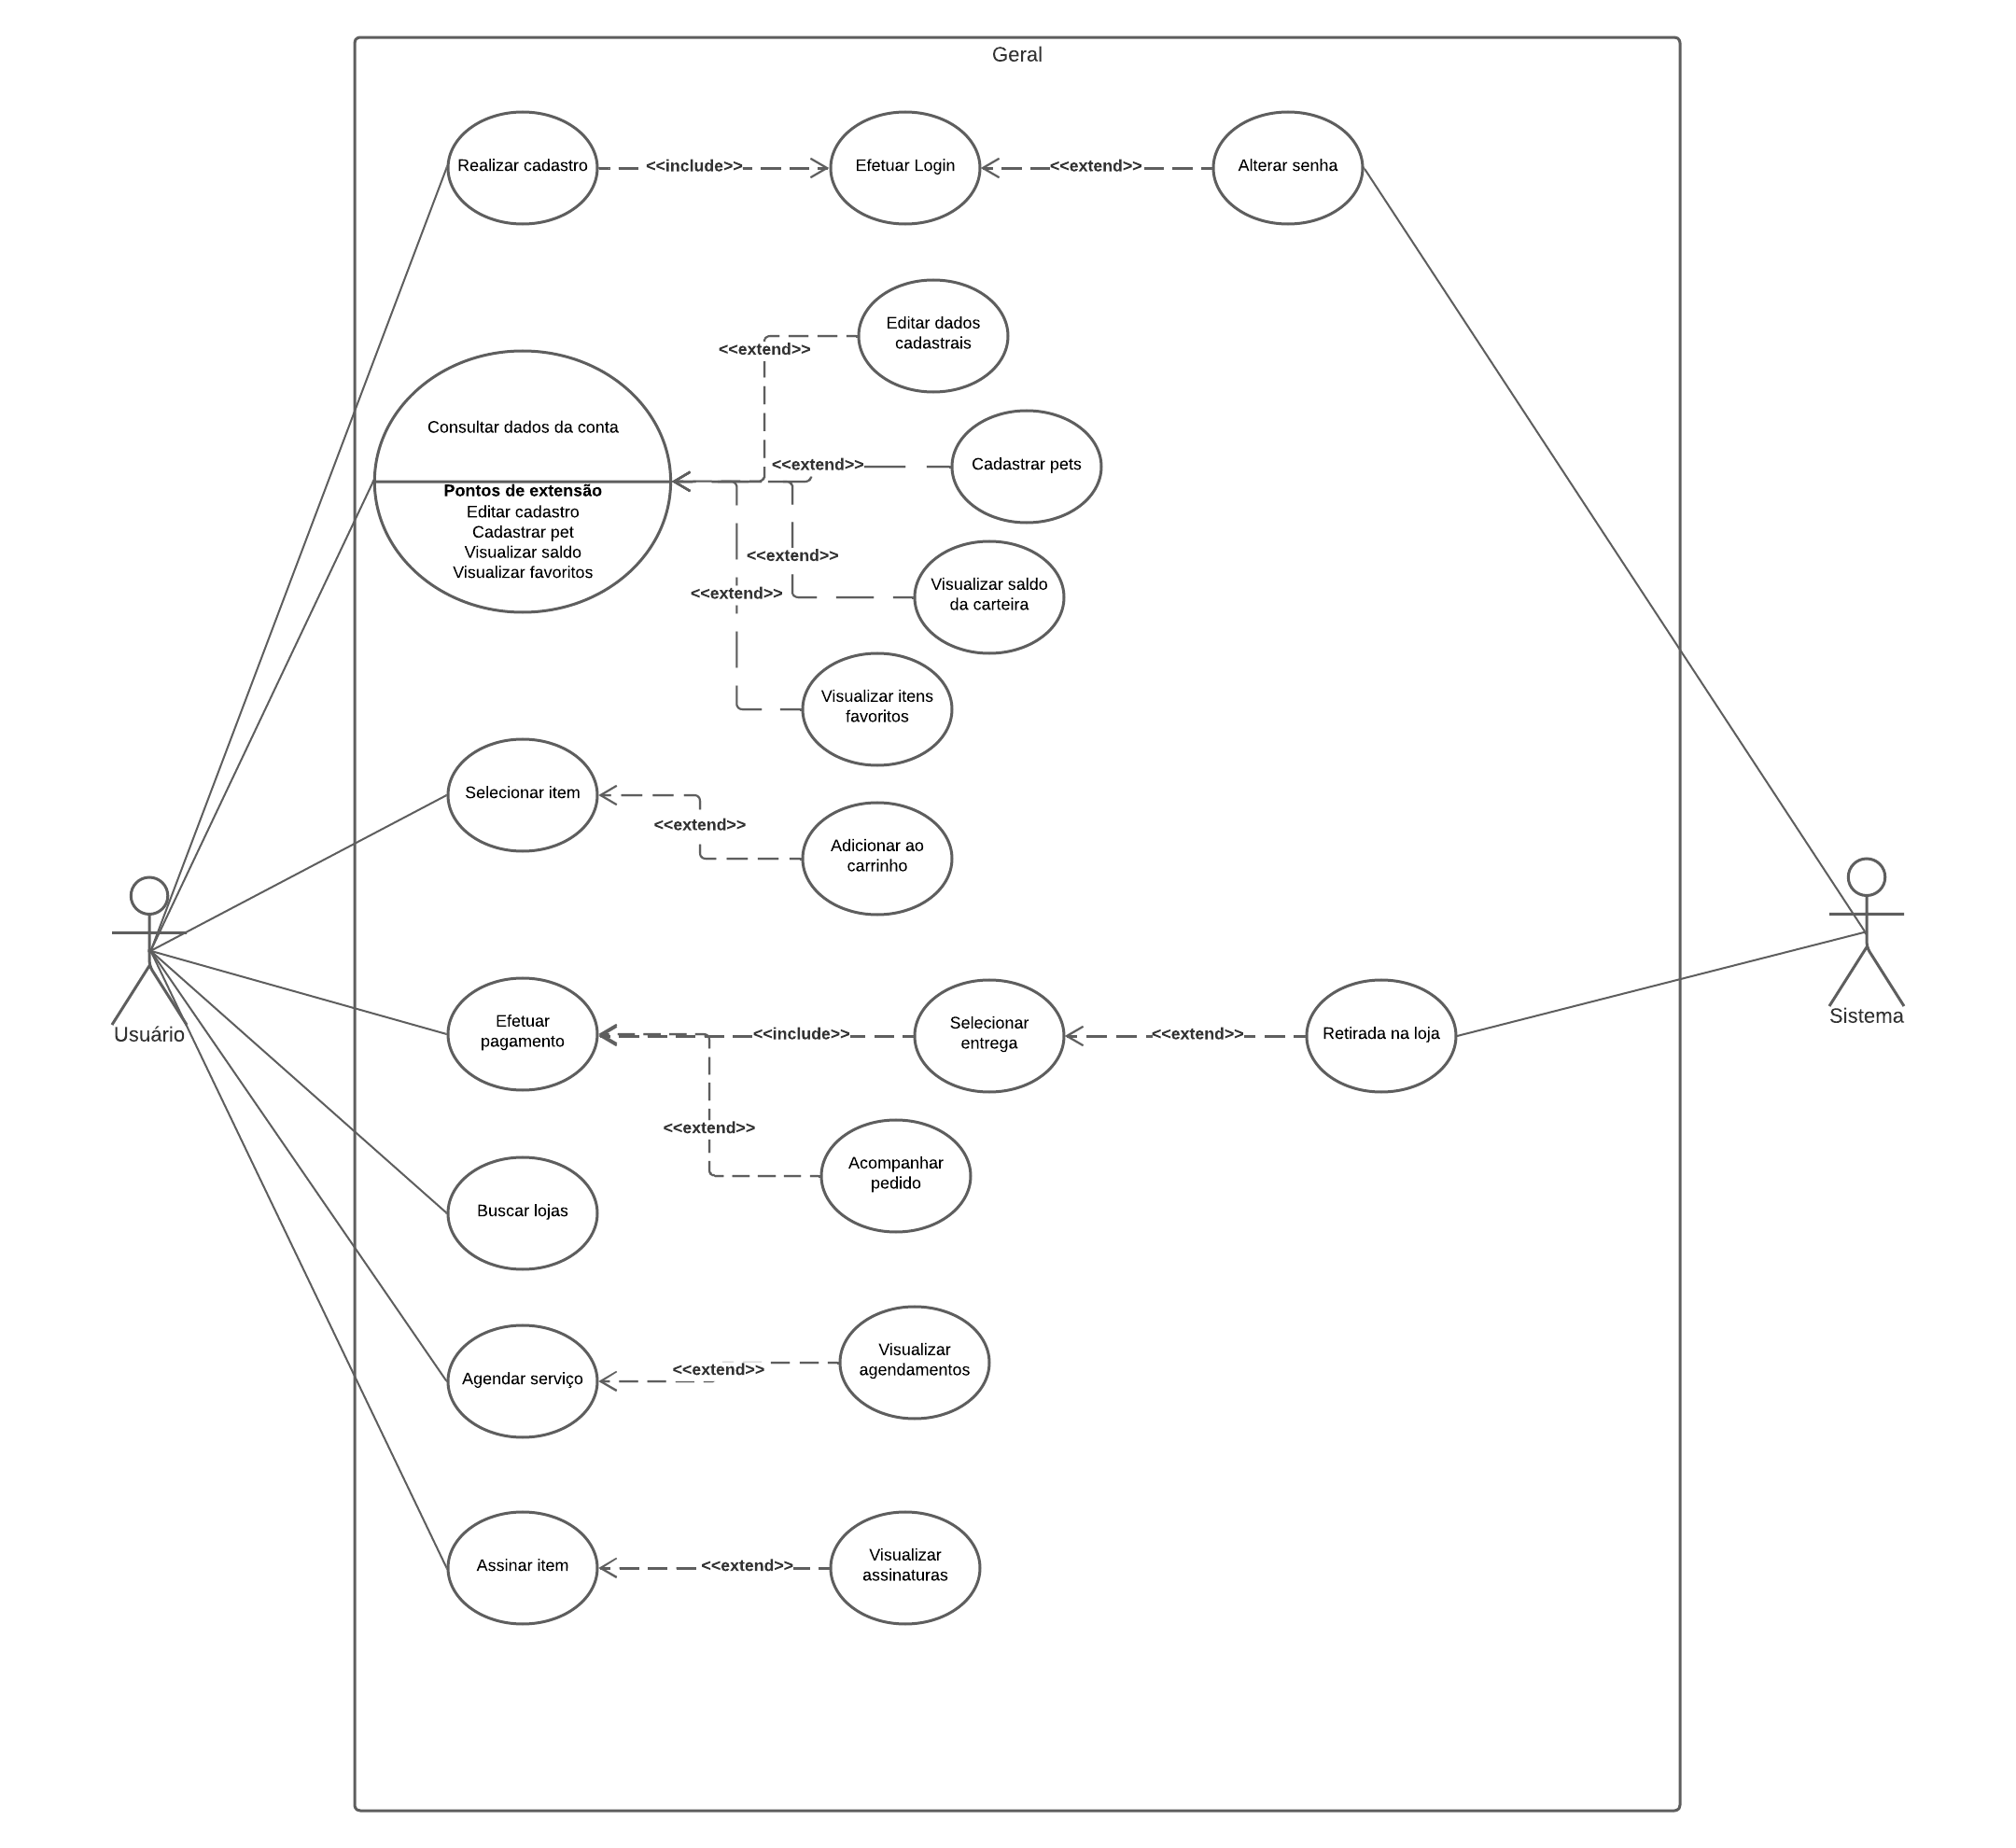 Geral
Realizar cadastro
<<include>>
Efetuar Login
<<extend>>
Alterar senha
Editar dados
cadastrais
<<extend>>
Consultar dados da conta
<<extend>>
Cadastrar pets
Pontos de extensão
Editar cadastro
Cadastrar pet
Visualizar saldo
Visualizar favoritos
<<extend>>
<<extend>>
Visualizar saldo
da carteira
Visualizar itens
favoritos
Selecionar item
<<extend>>
Adicionar ao
carrinho
Usuário
Sistema
Efetuar
pagamento
<<include>>
Selecionar
entrega
<<extend>>
Retirada na loja
<<extend>>
Acompanhar
pedido
Buscar lojas
Agendar serviço
<<extend>>
Visualizar
agendamentos
Assinar item
<<extend>>
Visualizar
assinaturas